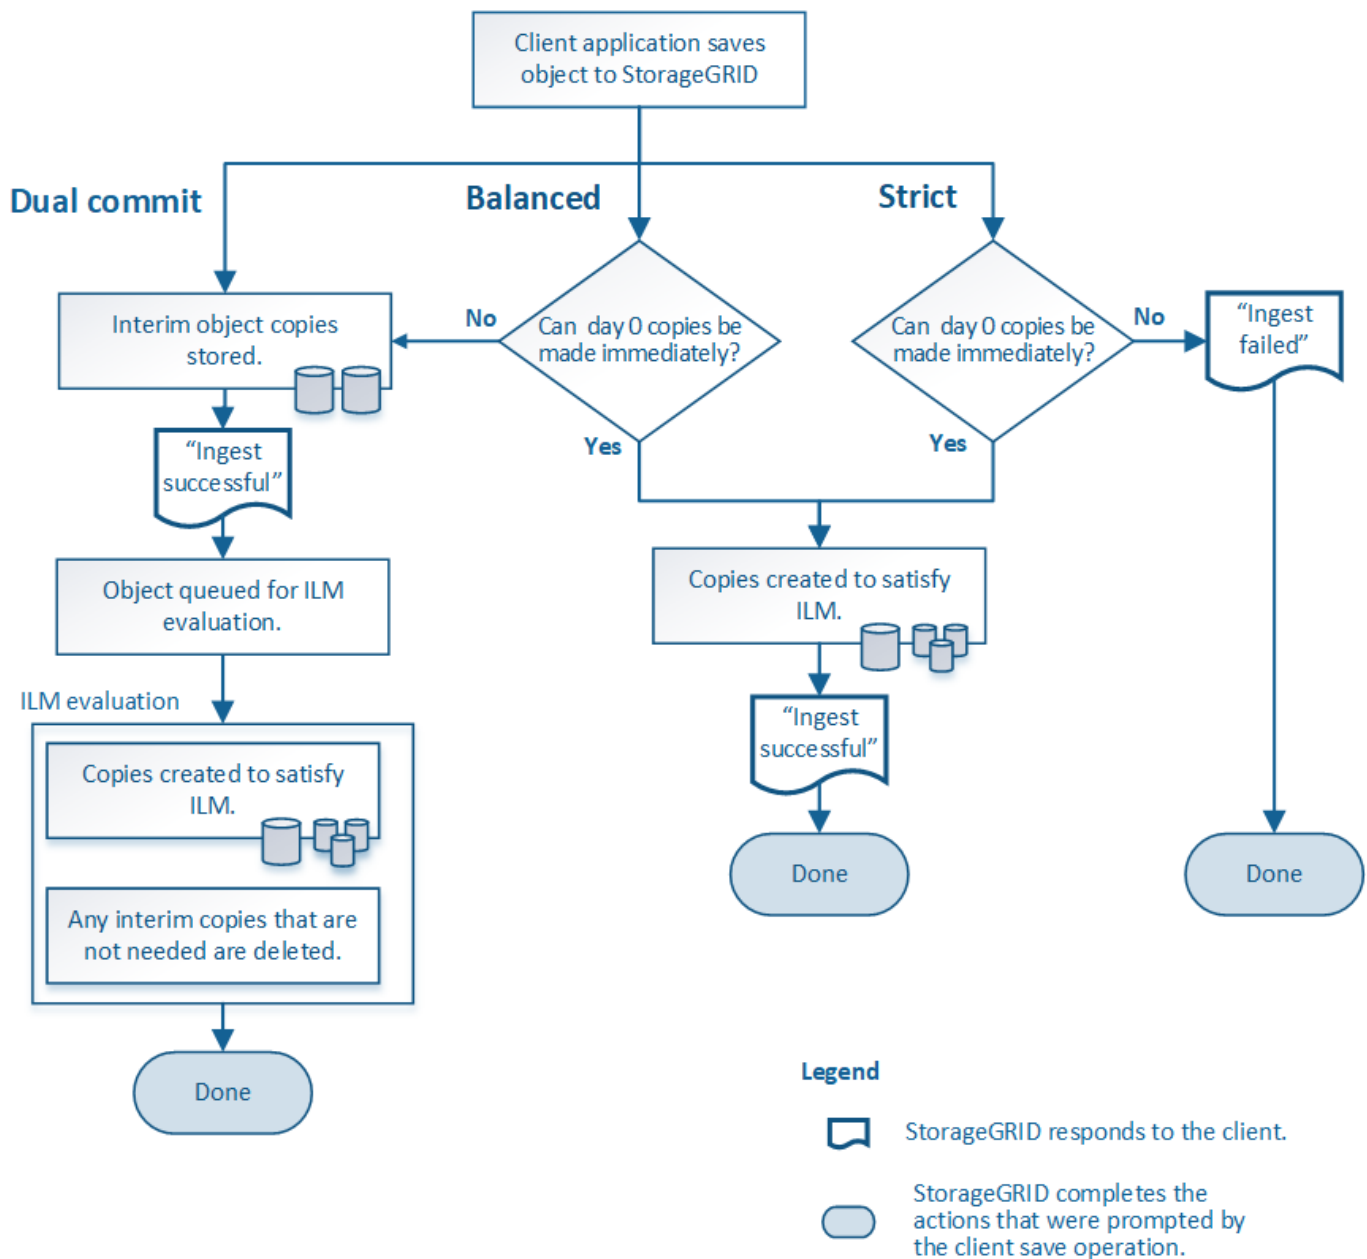 Client application saves
object to StorageGRID
Dual commit
Balanced
Strict
Interim object copies
stored.
No
Can day 0 copies be
made immediately?
Can day 0 copies be
made immediately?
No
“Ingest
failed”
“Ingest
successful”
Yes
Yes
Object queued for ILM
evaluation.
Copies created to satisfy
ILM.
ILM evaluation
“Ingest
successful”
Copies created to satisfy
ILM.
Any interim copies that are
not needed are deleted.
Done
Done
Done
Legend
StorageGRID responds to the client.
StorageGRID completes the
actions that were prompted by
the client save operation.